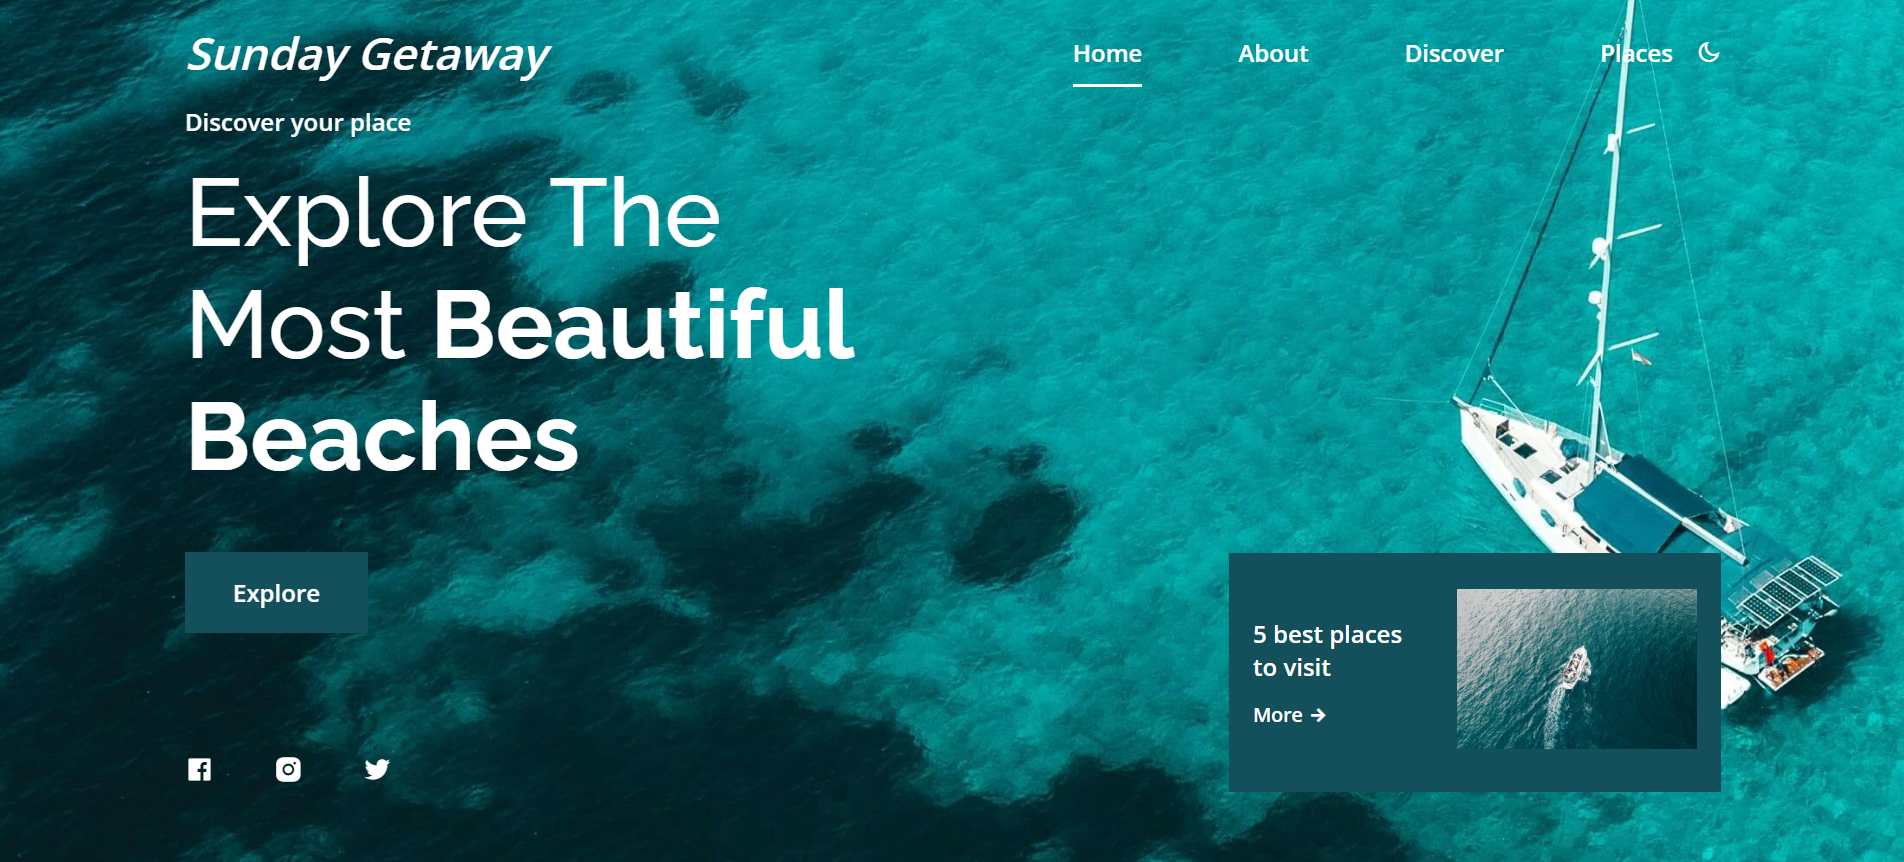 Sunday Getaway
Home
About
Discover
Places
Discover your place
Explore The
Most Beautiful
Beaches
Explore
5 best places
to visit
More →